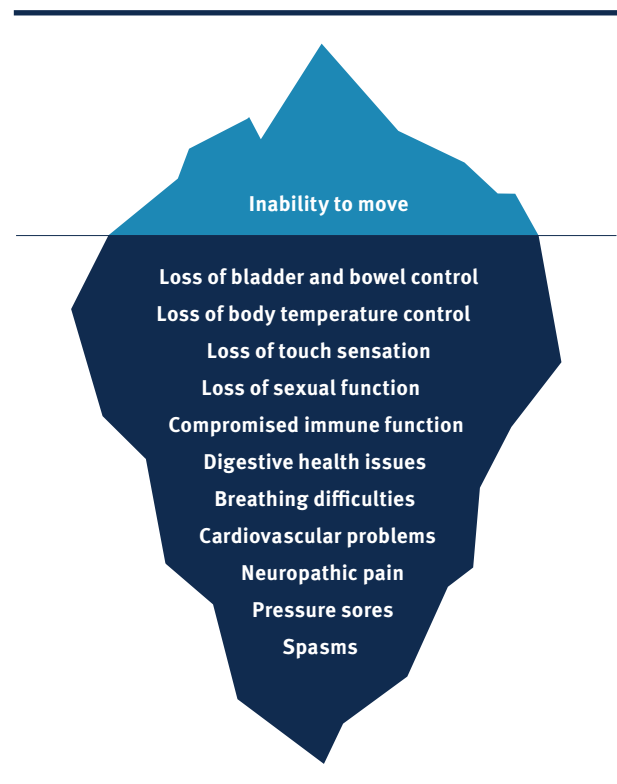 Inability to move
Loss of bladder and bowel control
Loss of body temperature control
Loss of touch sensation
Loss of sexual function
Compromised immune function
Digestive health issues
Breathing difficulties
Cardiovascular problems
Neuropathic pain
Pressure sores
Spasms